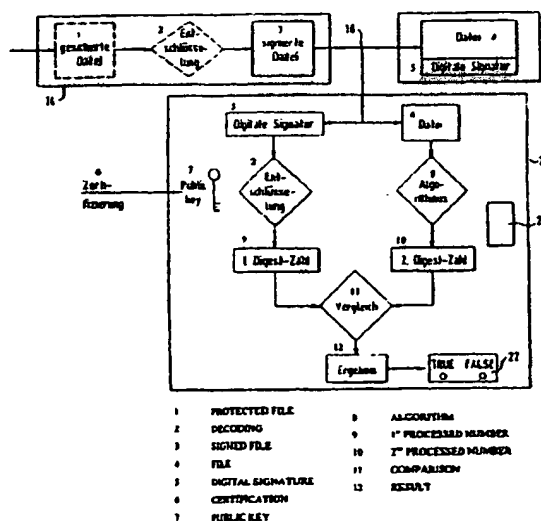 1
gesicherte
Datei
2
Ent-
schlüsse-
lung
3
signierte
Datei
16
Datei 4
5 Digitale Signatur
14
5
Digitale Signatur
4
Datei
6
Zerti-
fizierung
7
Public
key
2
Ent-
schlüsse-
lung
8
Algo-
rithmus
9
1. Digest-Zahl
10
2. Digest-Zahl
11
Vergleich
12
Ergebnis
TRUE FALSE
22
1 PROTECTED FILE
2 DECODING
3 SIGNED FILE
4 FILE
5 DIGITAL SIGNATURE
6 CERTIFICATION
7 PUBLIC KEY
8 ALGORITHM
9 1st PROCESSED NUMBER
10 2nd PROCESSED NUMBER
11 COMPARISON
12 RESULT